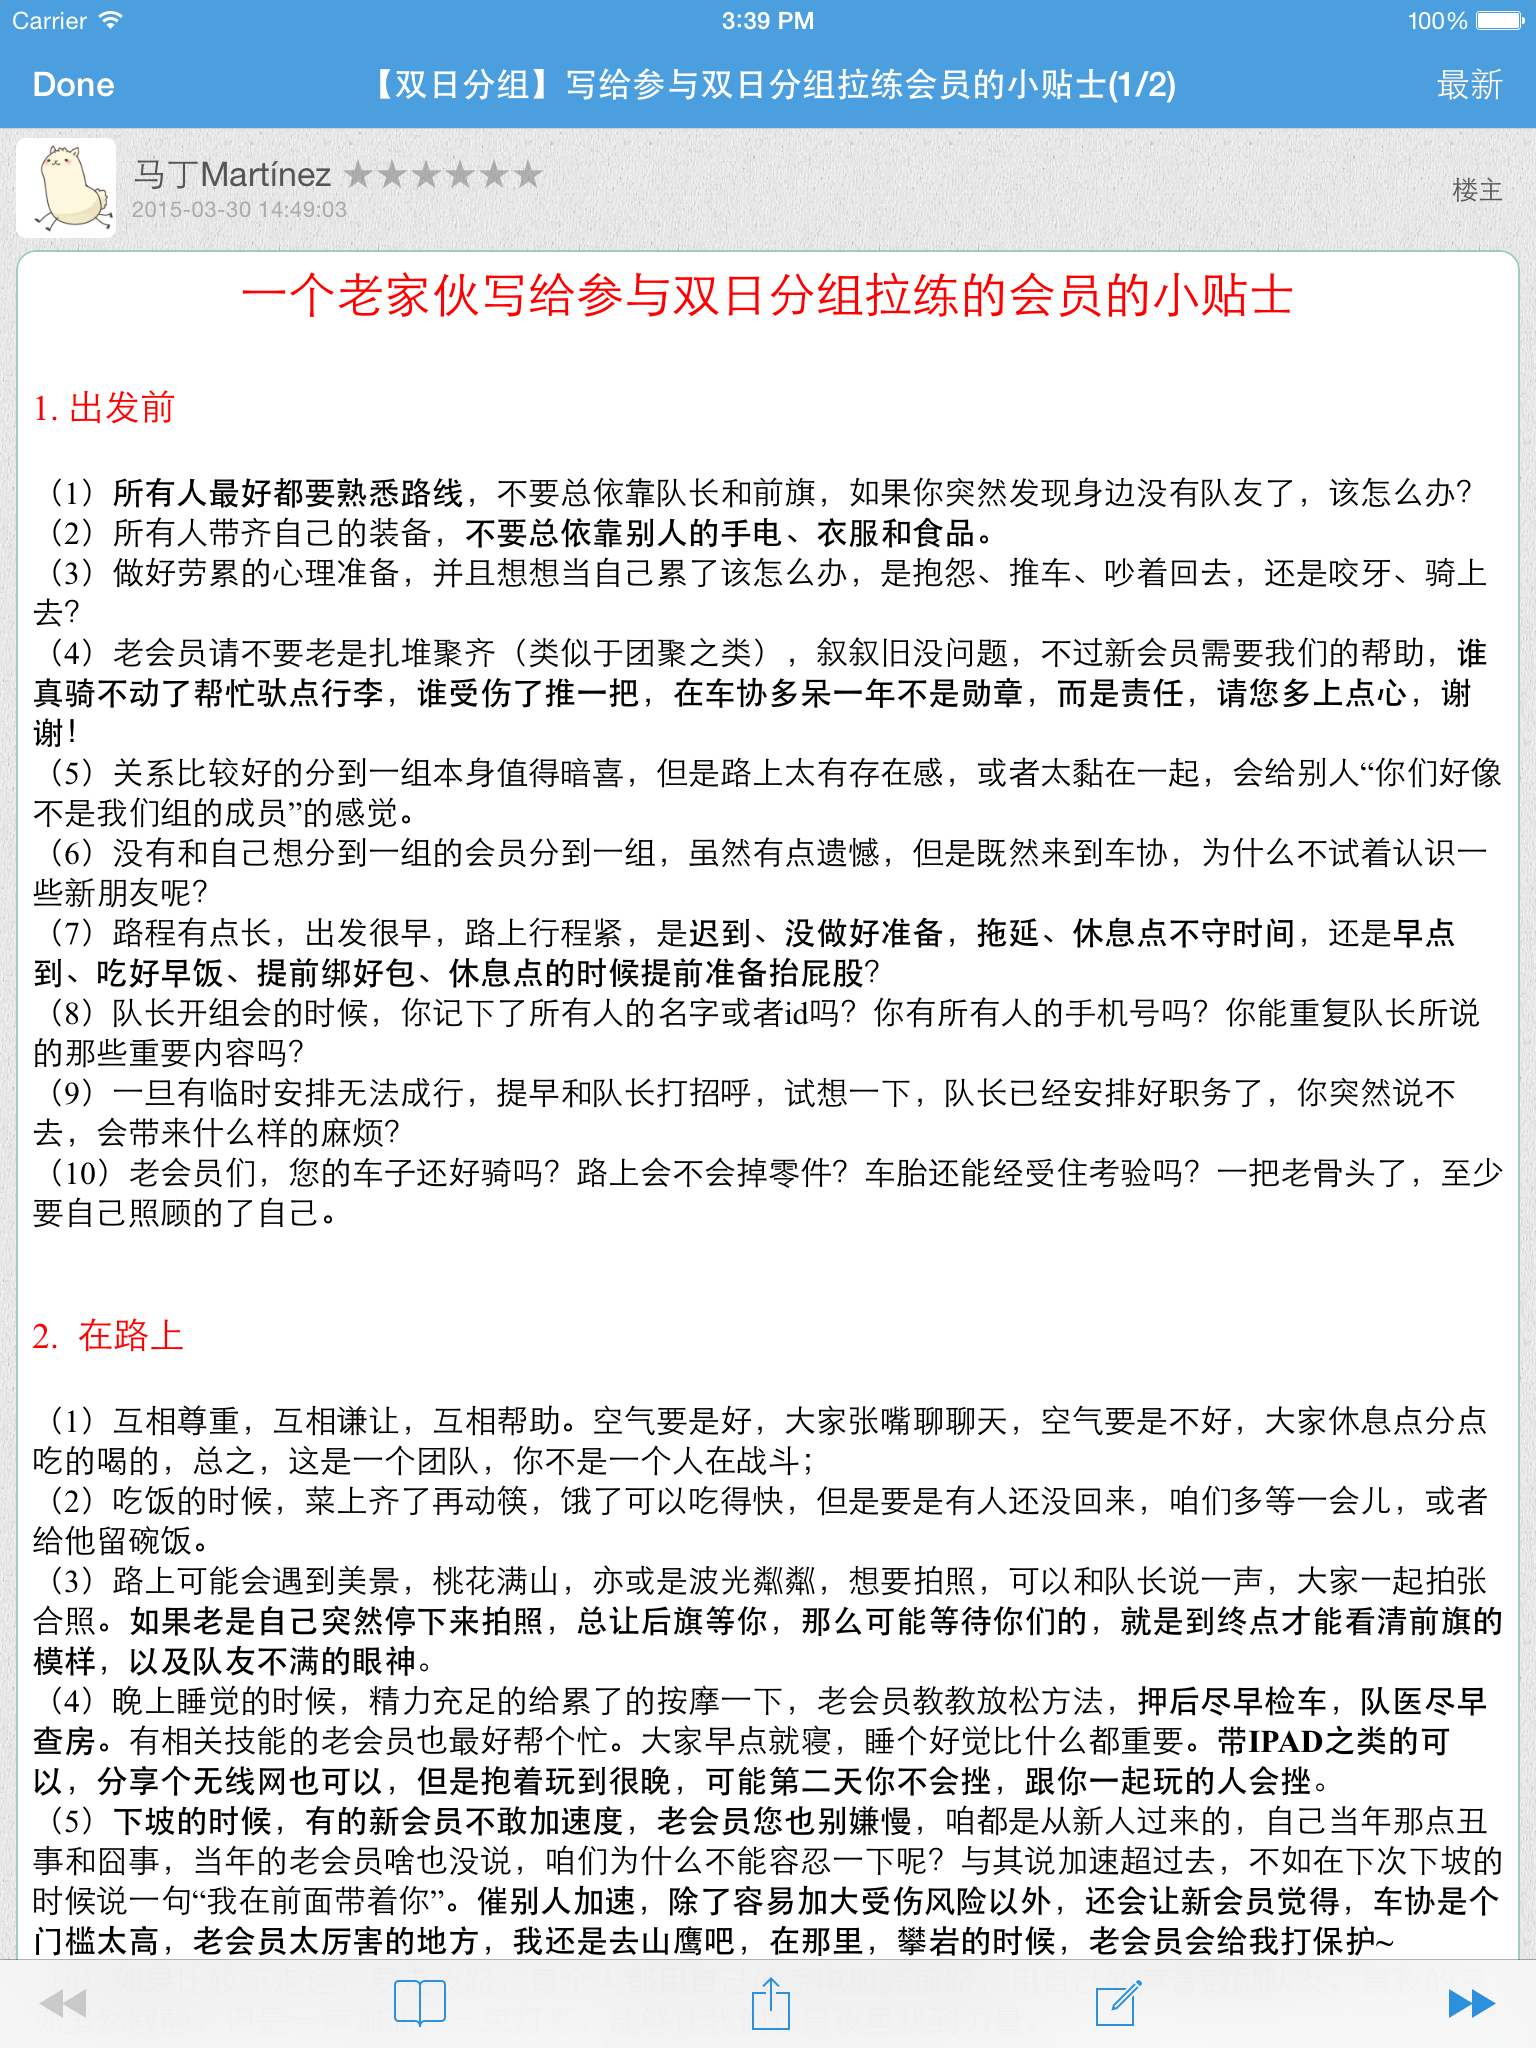 Carrier
3:39 PM
100%
Done
【双日分组】写给参与双日分组拉练会员的小贴士(1/2)
最新
马丁Martínez ★★★★★★
2015-03-30 14:49:03
楼主
一个老家伙写给参与双日分组拉练的会员的小贴士
1. 出发前
（1）所有人最好都要熟悉路线，不要总依靠队长和前旗，如果你突然发现身边没有队友了，该怎么办？
（2）所有人带齐自己的装备，不要总依靠别人的手电、衣服和食品。
（3）做好劳累的心理准备，并且想想当自己累了该怎么办，是抱怨、推车、吵着回去，还是咬牙、骑上
去？
（4）老会员请不要老是扎堆聚齐（类似于团聚之类），叙叙旧没问题，不过新会员需要我们的帮助，谁
真骑不动了帮忙驮点行李，谁受伤了推一把，在车协多呆一年不是勋章，而是责任，请您多上点心，谢
谢！
（5）关系比较好的分到一组本身值得暗喜，但是路上太有存在感，或者太黏在一起，会给别人“你们好像
不是我们组的成员”的感觉。
（6）没有和自己想分到一组的会员分到一组，虽然有点遗憾，但是既然来到车协，为什么不试着认识一
些新朋友呢？
（7）路程有点长，出发很早，路上行程紧，是迟到、没做好准备，拖延、休息点不守时间，还是早点
到、吃好早饭、提前绑好包、休息点的时候提前准备抬屁股？
（8）队长开组会的时候，你记下了所有人的名字或者id吗？你有所有人的手机号吗？你能重复队长所说
的那些重要内容吗？
（9）一旦有临时安排无法成行，提早和队长打招呼，试想一下，队长已经安排好职务了，你突然说不
去，会带来什么样的麻烦？
（10）老会员们，您的车子还好骑吗？路上会不会掉零件？车胎还能经受住考验吗？一把老骨头了，至少
要自己照顾的了自己。
2. 在路上
（1）互相尊重，互相谦让，互相帮助。空气要是好，大家张嘴聊聊天，空气要是不好，大家休息点分点
吃的喝的，总之，这是一个团队，你不是一个人在战斗；
（2）吃饭的时候，菜上齐了再动筷，饿了可以吃得快，但是要是有人还没回来，咱们多等一会儿，或者
给他留碗饭。
（3）路上可能会遇到美景，桃花满山，亦或是波光粼粼，想要拍照，可以和队长说一声，大家一起拍张
合照。如果老是自己突然停下来拍照，总让后旗等你，那么可能等待你们的，就是到终点才能看清前旗的
模样，以及队友不满的眼神。
（4）晚上睡觉的时候，精力充足的给累了的按摩一下，老会员教教放松方法，押后尽早检车，队医尽早
查房。有相关技能的老会员也最好帮个忙。大家早点就寝，睡个好觉比什么都重要。带IPAD之类的可
以，分享个无线网也可以，但是抱着玩到很晚，可能第二天你不会挫，跟你一起玩的人会挫。
（5）下坡的时候，有的新会员不敢加速度，老会员您也别嫌慢，咱都是从新人过来的，自己当年那点丑
事和囧事，当年的老会员啥也没说，咱们为什么不能容忍一下呢？与其说加速超过去，不如在下次下坡的
时候说一句“我在前面带着你”。催别人加速，除了容易加大受伤风险以外，还会让新会员觉得，车协是个
门槛太高，老会员太厉害的地方，我还是去山鹰吧，在那里，攀岩的时候，老会员会给我打保护~